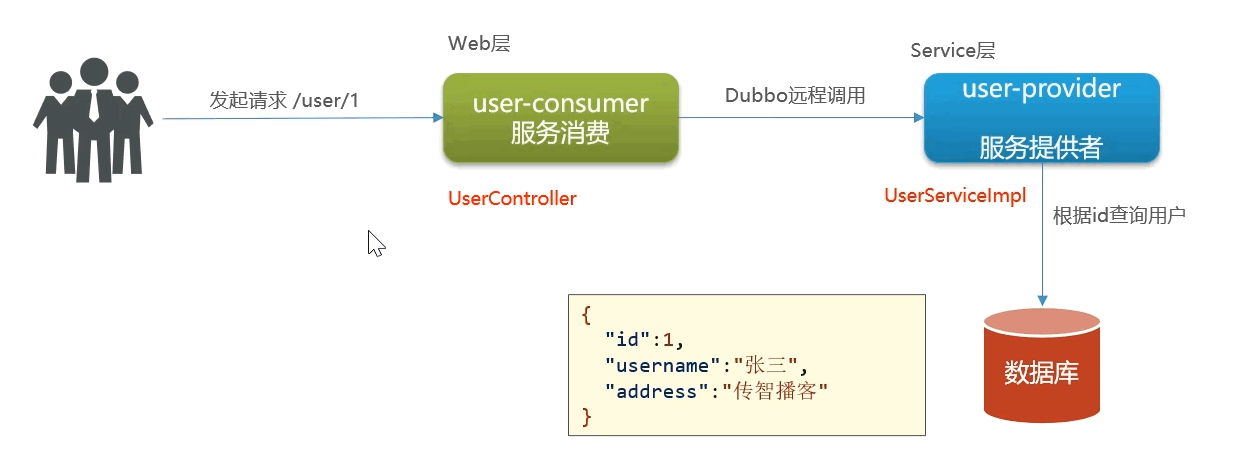 Web层
Service层
发起请求 /user/1
user-consumer
服务消费
Dubbo远程调用
user-provider
服务提供者
UserController
UserServiceImpl
根据id查询用户
{
"id":1,
"username":"张三",
"address":"传智播客"
}
数据库